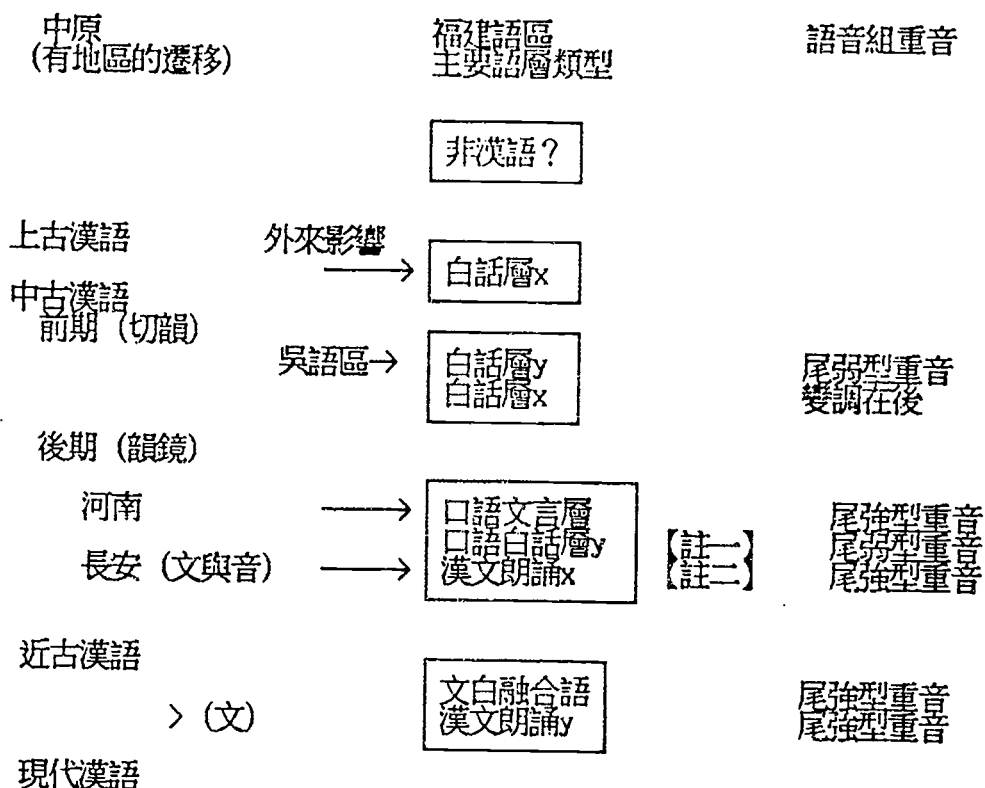 中原 福建語區 語音組重音
(有地區的遷移) 主要語層類型
非漢語？
上古漢語 外來影響
白話層x
中古漢語
前期 (切韻)
吳語區→ 白話層y 尾弱型重音
白話層x 變調在後
後期 (韻鏡)
河南 → 口語文言層 尾強型重音
口語白話層y 【註一】 尾弱型重音
長安 (文與音) → 漢文朗誦x 【註二】 尾強型重音
近古漢語
文白融合語 尾強型重音
> (文) 漢文朗誦y 尾強型重音
現代漢語